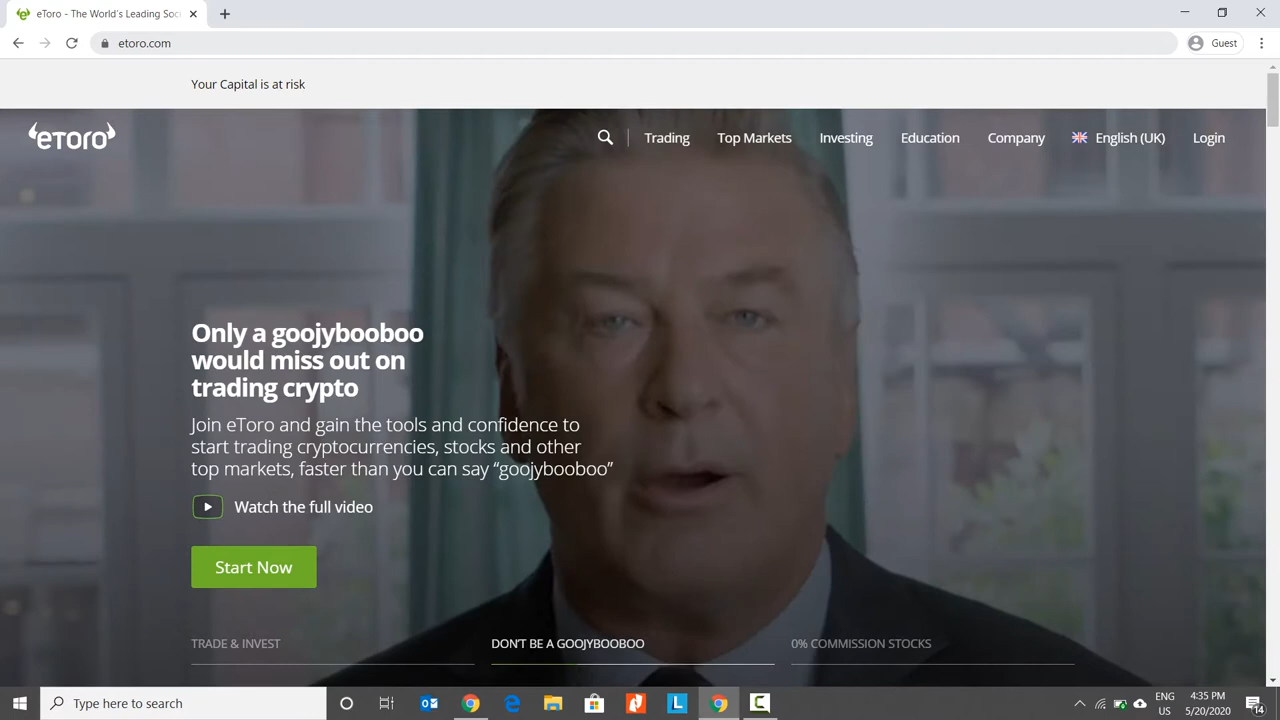 eToro - The World's Leading Soc
etoro.com
Guest
Your Capital is at risk
eToro
Trading
Top Markets
Investing
Education
Company
English (UK)
Login
Only a goojybooboo
would miss out on
trading crypto
Join eToro and gain the tools and confidence to
start trading cryptocurrencies, stocks and other
top markets, faster than you can say “goojybooboo”
Watch the full video
Start Now
TRADE & INVEST
DON'T BE A GOOJYBOOBOO
0% COMMISSION STOCKS
Type here to search
ENG
US
4:35 PM
5/20/2020
14